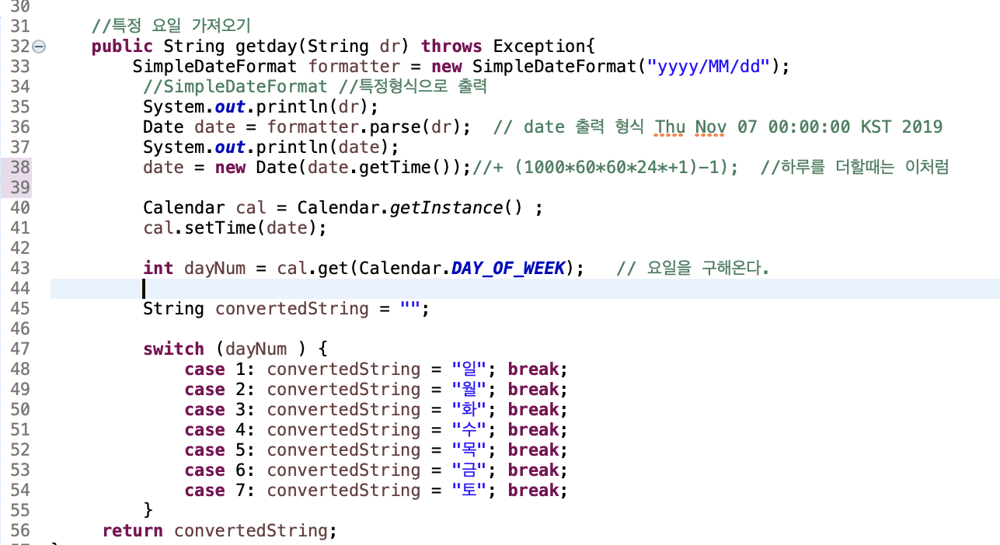 30
31 //특정 요일 가져오기
32 public String getday(String dr) throws Exception{
33 SimpleDateFormat formatter = new SimpleDateFormat("yyyy/MM/dd");
34 //SimpleDateFormat //특정형식으로 출력
35 System.out.println(dr);
36 Date date = formatter.parse(dr); // date 출력 형식 Thu Nov 07 00:00:00 KST 2019
37 System.out.println(date);
38 date = new Date(date.getTime());//+ (1000*60*60*24*+1)-1); //하루를 더할때는 이처럼
39
40 Calendar cal = Calendar.getInstance() ;
41 cal.setTime(date);
42
43 int dayNum = cal.get(Calendar.DAY_OF_WEEK); // 요일을 구해온다.
44
45 String convertedString = "";
46
47 switch (dayNum ) {
48 case 1: convertedString = "일"; break;
49 case 2: convertedString = "월"; break;
50 case 3: convertedString = "화"; break;
51 case 4: convertedString = "수"; break;
52 case 5: convertedString = "목"; break;
53 case 6: convertedString = "금"; break;
54 case 7: convertedString = "토"; break;
55 }
56 return convertedString;